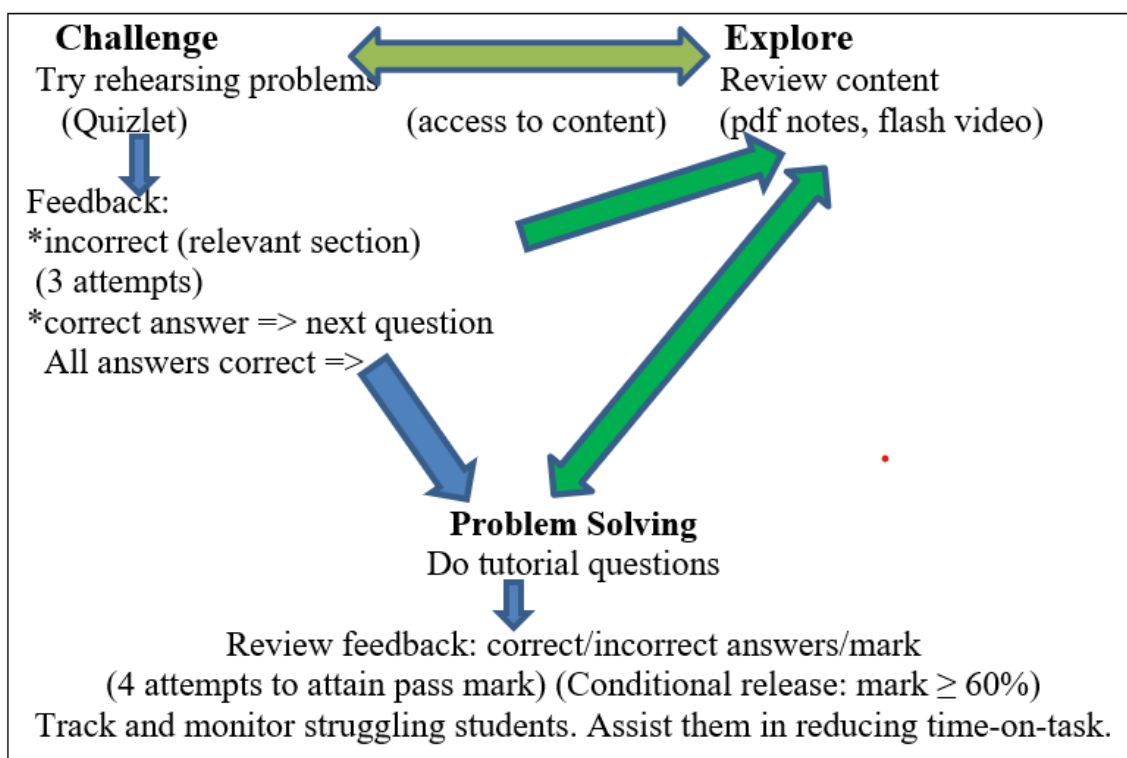 Challenge
Explore
Try rehearsing problems
Review content
(Quizlet)
(access to content)
(pdf notes, flash video)
Feedback:
*incorrect (relevant section)
(3 attempts)
*correct answer => next question
All answers correct =>
Problem Solving
Do tutorial questions
Review feedback: correct/incorrect answers/mark
(4 attempts to attain pass mark) (Conditional release: mark ≥ 60%)
Track and monitor struggling students. Assist them in reducing time-on-task.